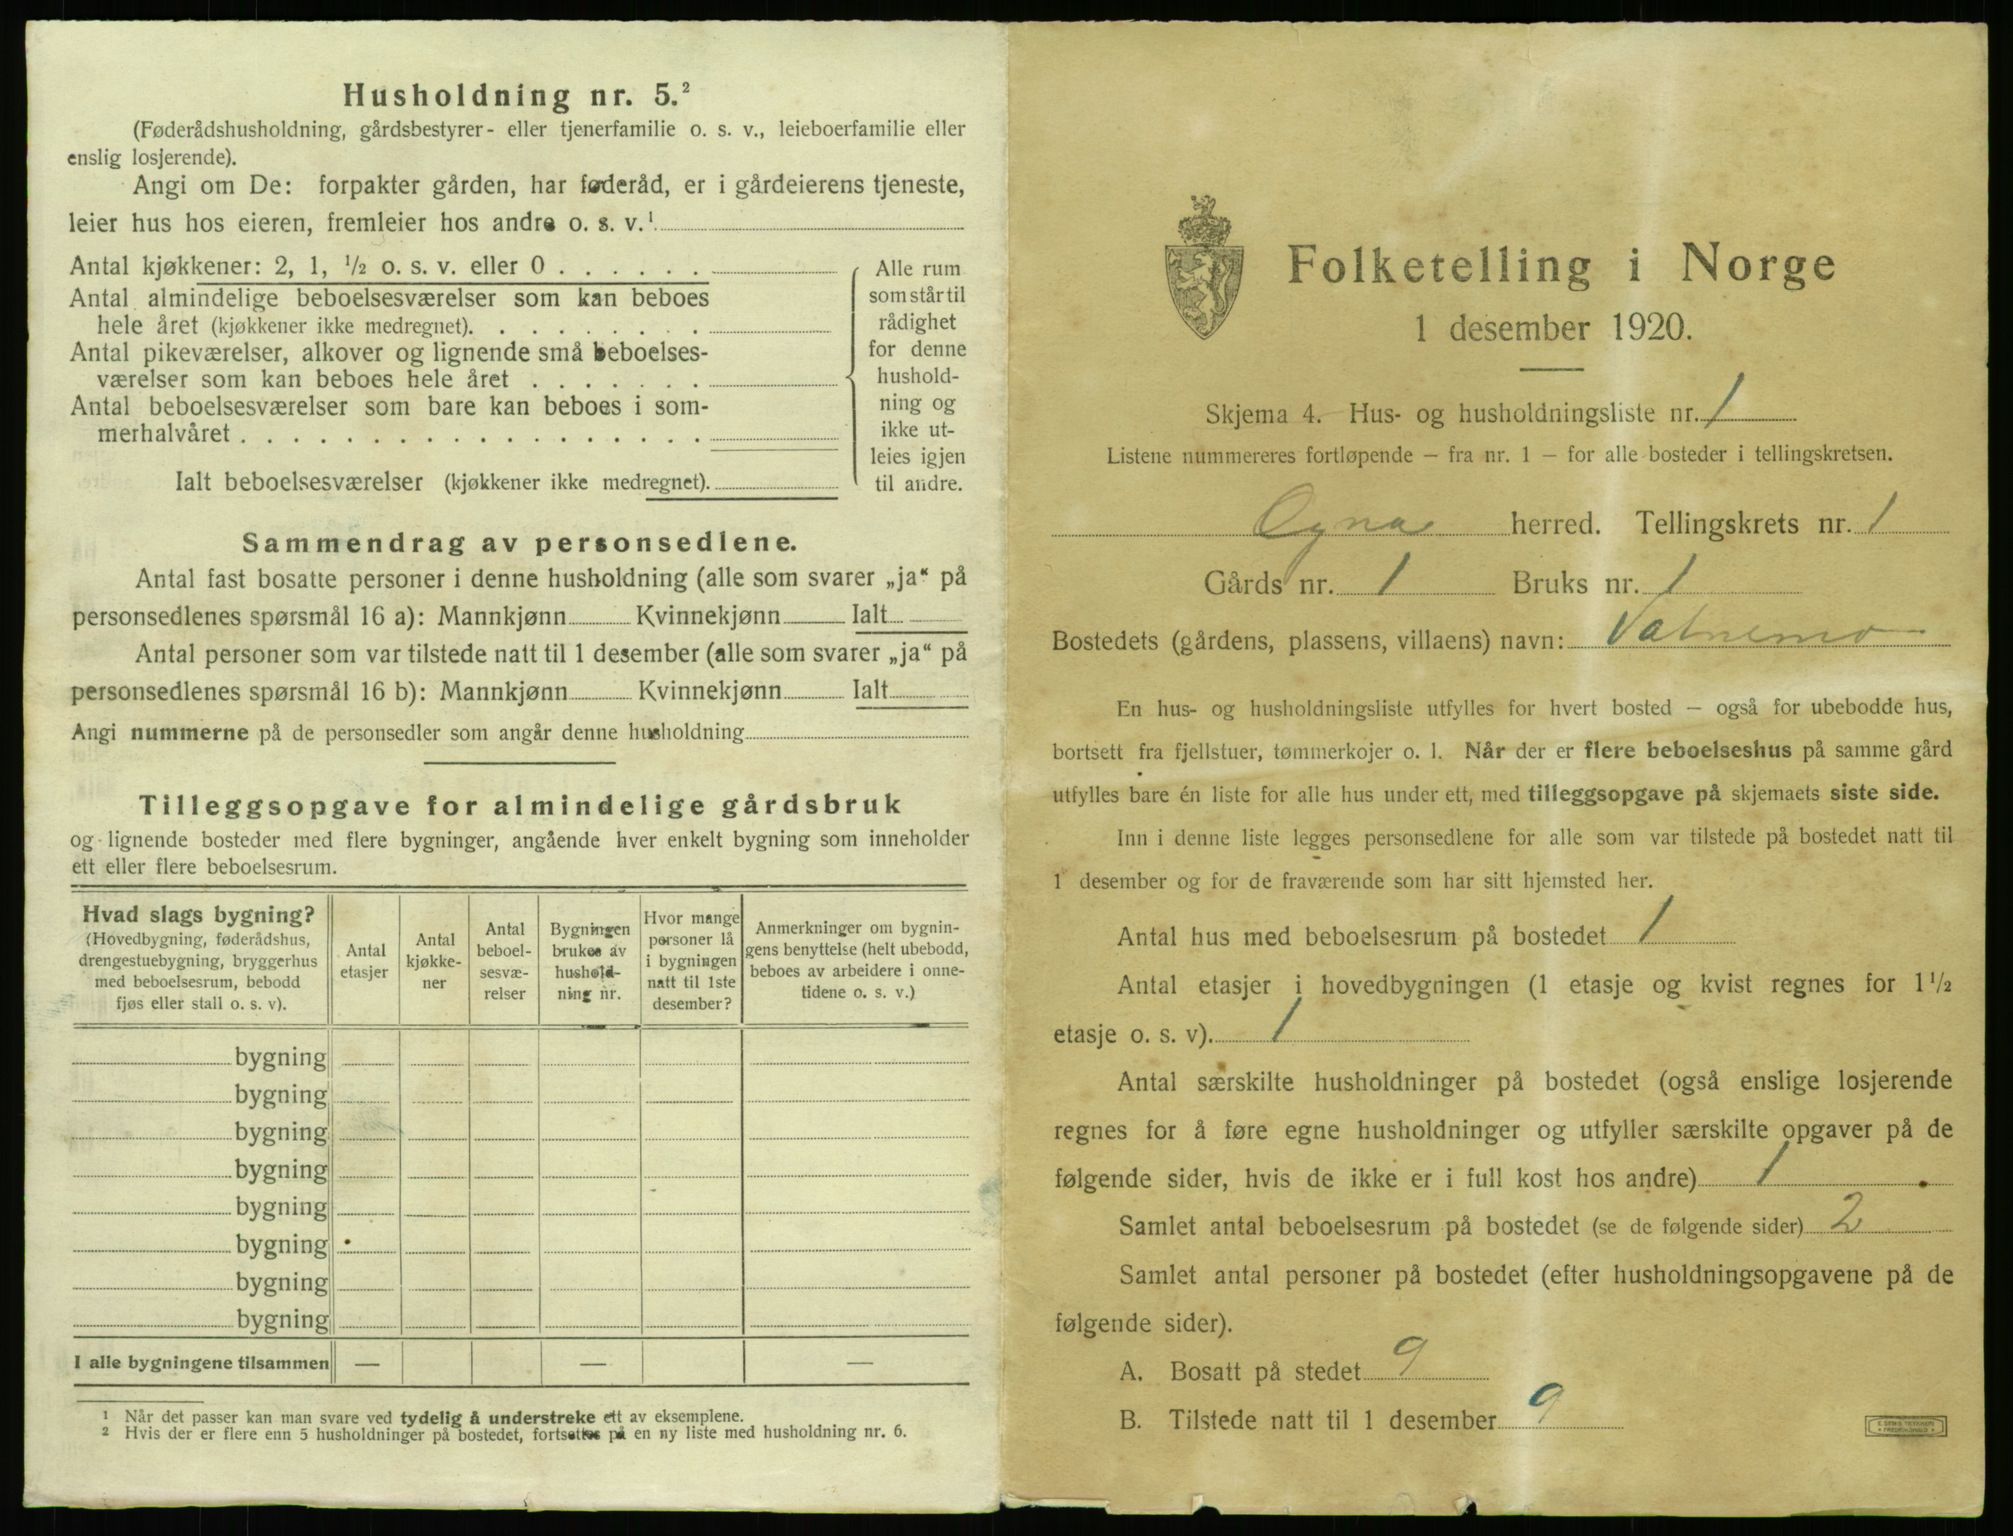 Husholdning nr. 5.²
(Føderådshusholdning, gårdsbestyrer- eller tjenerfamilie o. s. v., leieboerfamilie eller
enslig losjerende).
Angi om De: forpakter gården, har føderåd, er i gårdeierens tjeneste,
leier hus hos eieren, fremleier hos andre o. s. v.¹
Antal kjøkkener: 2, 1, ½ o. s. v. eller 0
Antal almindelige beboelsesværelser som kan beboes
hele året (kjøkkener ikke medregnet).
Antal pikeværelser, alkover og lignende små beboelses-
værelser som kan beboes hele året
Antal beboelsesværelser som bare kan beboes i som-
merhalvåret
Ialt beboelsesværelser (kjøkkener ikke medregnet).
Alle rum
som står til
rådighet
for denne
hushold-
ning og
ikke ut-
leies igjen
til andre.
Sammendrag av personsedlene.
Antal fast bosatte personer i denne husholdning (alle som svarer „ja“ på
personsedlenes spørsmål 16 a): Mannkjønn Kvinnekjønn Ialt
Antal personer som var tilstede natt til 1 desember (alle som svarer „ja“ på
personsedlenes spørsmål 16 b): Mannkjønn Kvinnekjønn Ialt
Angi nummerne på de personsedler som angår denne husholdning
Tilleggsopgave for almindelige gårdsbruk
og lignende bosteder med flere bygninger, angående hver enkelt bygning som inneholder
ett eller flere beboelsesrum.
Hvad slags bygning?
(Hovedbygning, føderådshus,
drengestuebygning, bryggerhus
med beboelsesrum, bebodd
fjøs eller stall o. s. v).
Antal
etasjer
Antal
kjøkke-
ner
Antal
beboel-
sesvæ-
relser
Bygningen
brukes av
hushold-
ning nr.
Hvor mange
personer lå
i bygningen
natt til 1ste
desember?
Anmerkninger om bygnin-
gens benyttelse (helt ubebodd,
beboes av arbeidere i onne-
tidene o. s. v.)
bygning
bygning
bygning
bygning
bygning
bygning
bygning
bygning
I alle bygningene tilsammen — — —
¹ Når det passer kan man svare ved tydelig å understreke ett av eksemplene.
² Hvis der er flere enn 5 husholdninger på bostedet, fortsettes på en ny liste med husholdning nr. 6.
Folketelling i Norge
1 desember 1920.
Skjema 4. Hus- og husholdningsliste nr. 1
Listene nummereres fortløpende – fra nr. 1 – for alle bosteder i tellingskretsen.
Ogna herred. Tellingskrets nr. 1
Gårds nr. 1 Bruks nr. 1
Bostedets (gårdens, plassens, villaens) navn: Vatnemo
En hus- og husholdningsliste utfylles for hvert bosted – også for ubebodde hus,
bortsett fra fjellstuer, tømmerkojer o. l. Når der er flere beboelseshus på samme gård
utfylles bare én liste for alle hus under ett, med tilleggsopgave på skjemaets siste side.
Inn i denne liste legges personsedlene for alle som var tilstede på bostedet natt til
1 desember og for de fraværende som har sitt hjemsted her.
Antal hus med beboelsesrum på bostedet 1
Antal etasjer i hovedbygningen (1 etasje og kvist regnes for 1½
etasje o. s. v). 1
Antal særskilte husholdninger på bostedet (også enslige losjerende
regnes for å føre egne husholdninger og utfyller særskilte opgaver på de
følgende sider, hvis de ikke er i full kost hos andre) 1
Samlet antal beboelsesrum på bostedet (se de følgende sider) 2
Samlet antal personer på bostedet (efter husholdningsopgavene på de
følgende sider).
A. Bosatt på stedet 9
B. Tilstede natt til 1 desember 9